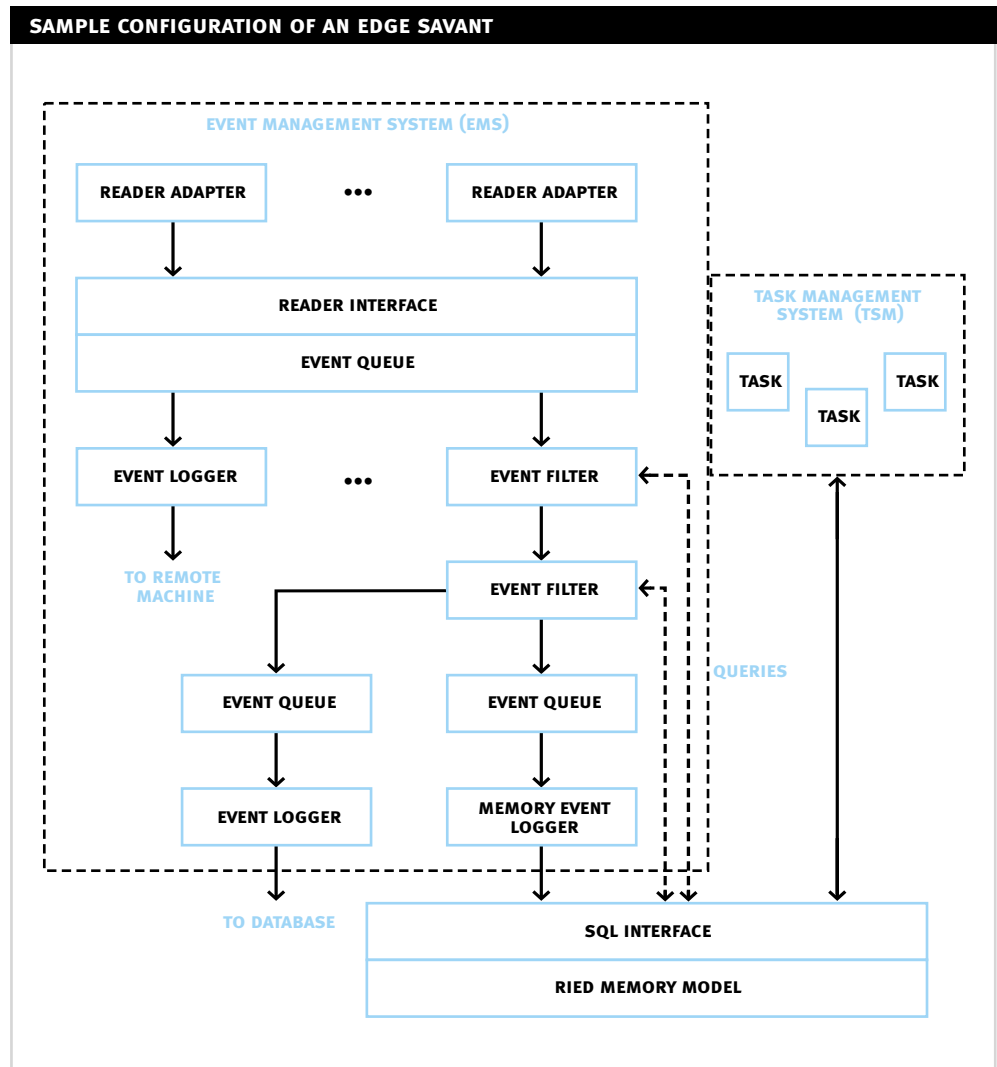 SAMPLE CONFIGURATION OF AN EDGE SAVANT
EVENT MANAGEMENT SYSTEM (EMS)
READER ADAPTER
•••
READER ADAPTER
READER INTERFACE
EVENT QUEUE
TASK MANAGEMENT
SYSTEM (TSM)
TASK
TASK
TASK
EVENT LOGGER
•••
EVENT FILTER
TO REMOTE
MACHINE
EVENT FILTER
QUERIES
EVENT QUEUE
EVENT QUEUE
EVENT LOGGER
MEMORY EVENT
LOGGER
TO DATABASE
SQL INTERFACE
RIED MEMORY MODEL